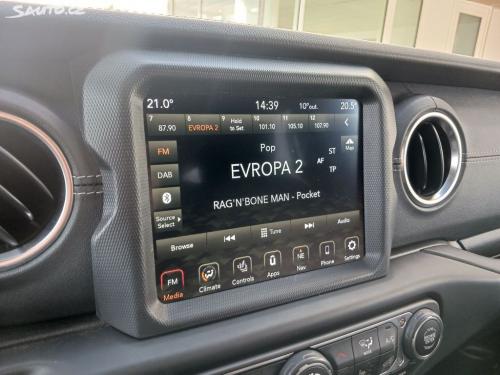 Sauto.cz
21.0° 14:39 10°out. 20.5°
7 8 9 10 11 12
87.90 EVROPA 2 Hold to Set 101.10 105.10 107.90
FM Pop ST Map
DAB EVROPA 2 AF TP
RAG'N'BONE MAN - Pocket
Source Select
Browse Tune Audio
FM NE
Media Climate Controls Apps Nav Phone Settings